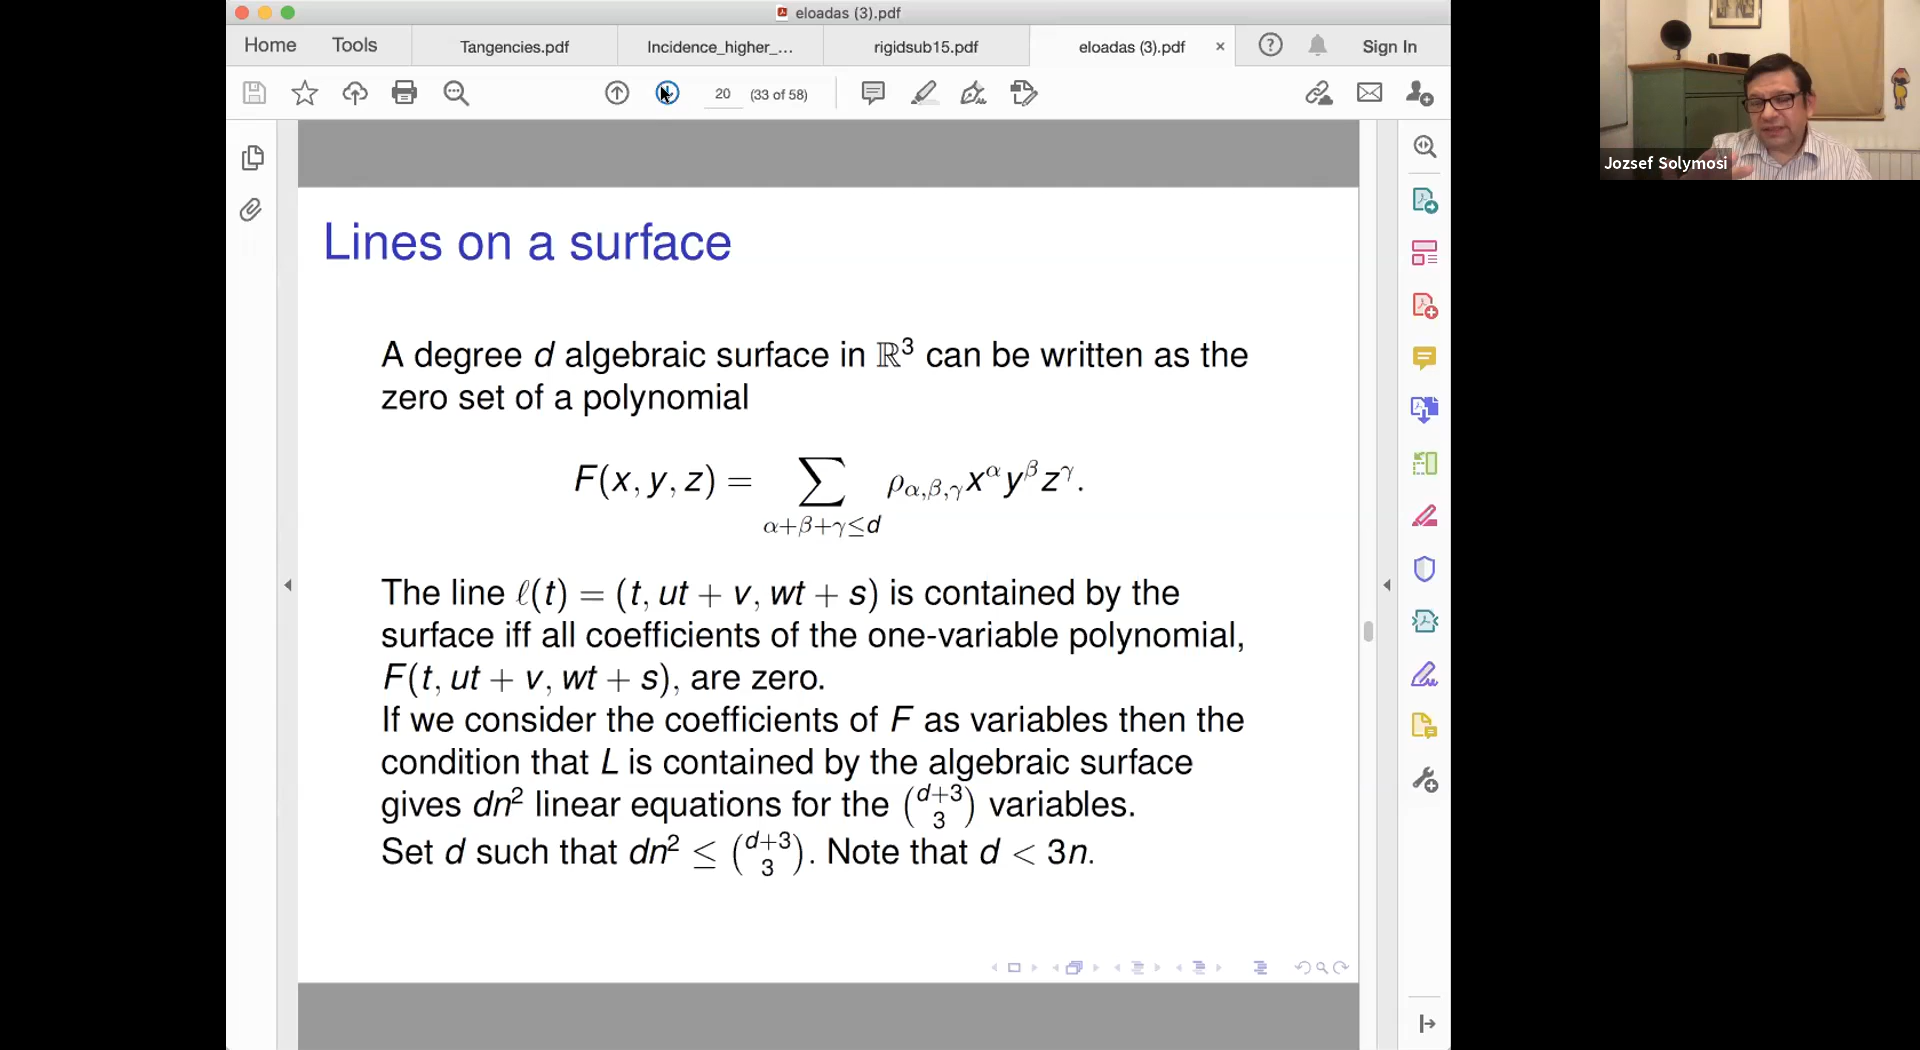 eloadas (3).pdf
Home Tools Tangencies.pdf Incidence_higher_... rigidsub15.pdf eloadas (3).pdf × Sign In
20 (33 of 58)
Jozsef Solymosi
Lines on a surface
A degree d algebraic surface in ℝ³ can be written as the
zero set of a polynomial
F(x, y, z) = ∑_{α+β+γ≤d} ρ_{α,β,γ} x^α y^β z^γ.
The line ℓ(t) = (t, ut + v, wt + s) is contained by the
surface iff all coefficients of the one-variable polynomial,
F(t, ut + v, wt + s), are zero.
If we consider the coefficients of F as variables then the
condition that L is contained by the algebraic surface
gives dn² linear equations for the (d+3 3) variables.
Set d such that dn² ≤ (d+3 3). Note that d < 3n.